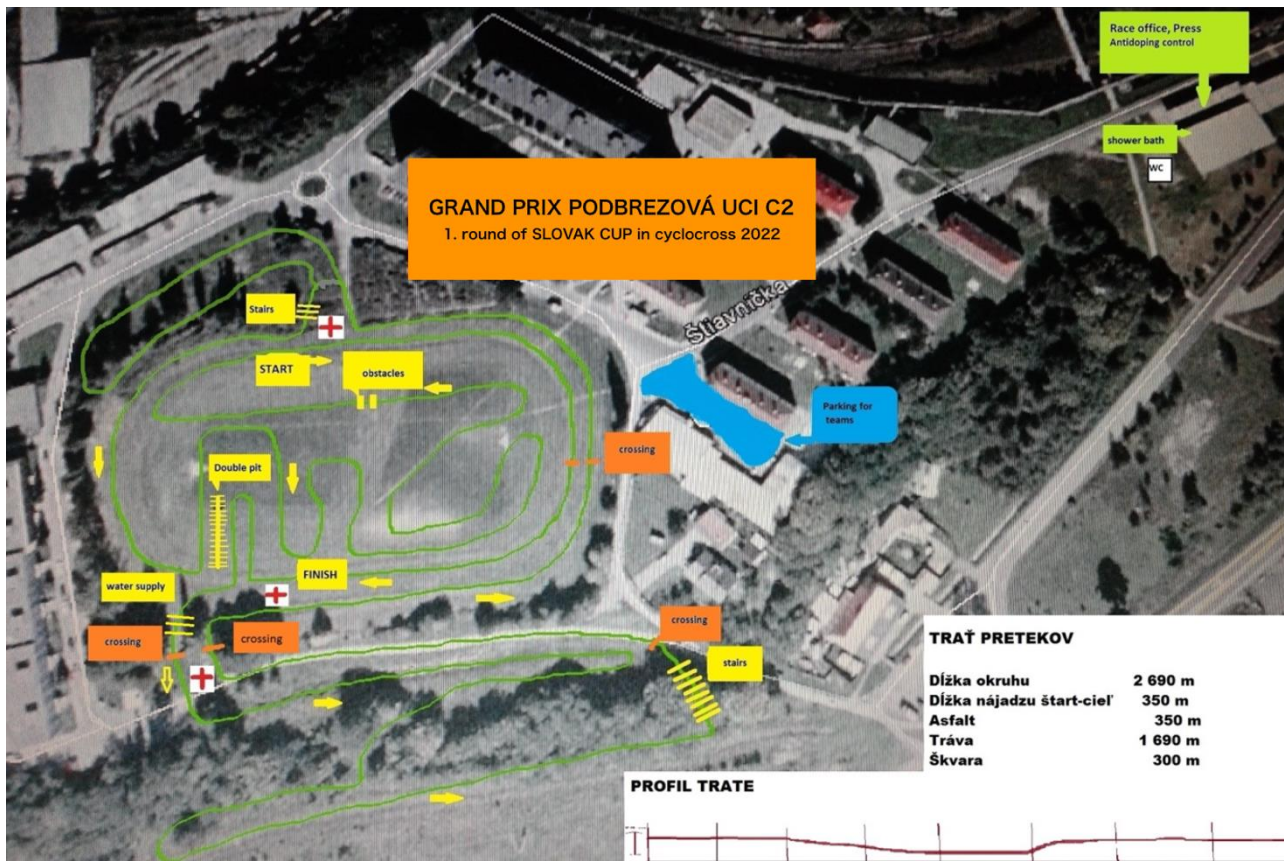 Race office, Press
Antidoping control
shower bath
WC
GRAND PRIX PODBREZOVÁ UCI C2
1. round of SLOVAK CUP in cyclocross 2022
Štiavnička
Stairs
START
obstacles
Parking for
teams
crossing
Double pit
FINISH
water supply
crossing
crossing
crossing
stairs
TRAŤ PRETEKOV
Dĺžka okruhu 2 690 m
Dĺžka nájadzu štart-cieľ 350 m
Asfalt 350 m
Tráva 1 690 m
Škvara 300 m
PROFIL TRATE